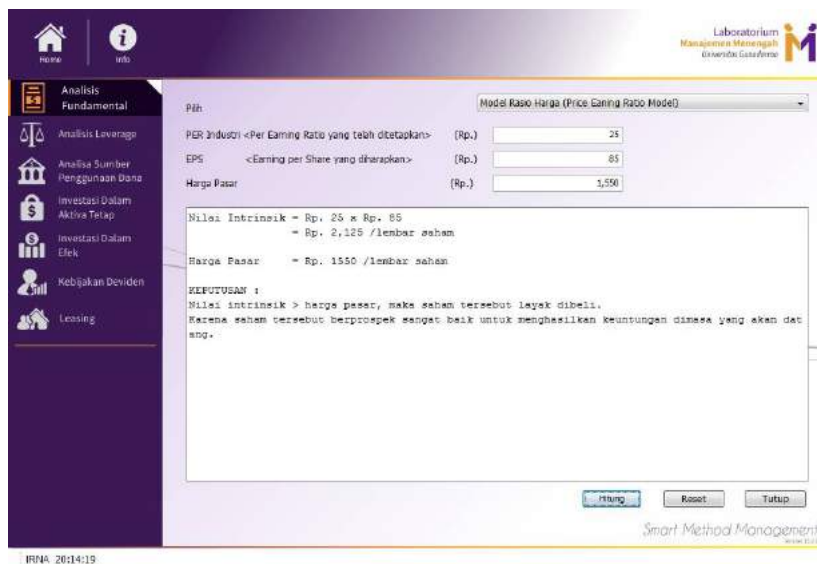 Home
Info
Laboratorium
Manajemen Menengah
Universitas Gunadarma
Analisis
Fundamental
Analisis Leverage
Analisa Sumber
Penggunaan Dana
Investasi Dalam
Aktiva Tetap
Investasi Dalam
Efek
Kebijakan Deviden
Leasing
Pilih
Model Rasio Harga (Price Eaning Ratio Model)
PER Industri <Per Earning Ratio yang telah ditetapkan> (Rp.) 25
EPS <Earning per Share yang diharapkan> (Rp.) 85
Harga Pasar (Rp.) 1,550
Nilai Intrinsik = Rp. 25 x Rp. 85
= Rp. 2,125 /lembar saham
Harga Pasar = Rp. 1550 /lembar saham
KEPUTUSAN :
Nilai intrinsik > harga pasar, maka saham tersebut layak dibeli.
Karena saham tersebut berprospek sangat baik untuk menghasilkan keuntungan dimasa yang akan dat
ang.
Hitung Reset Tutup
Smart Method Management
IRNA 20:14:19